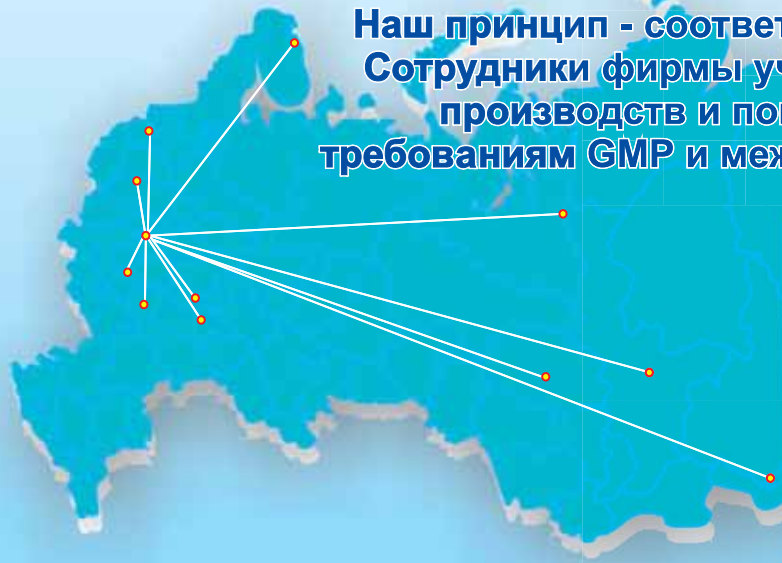 Наш принцип - соответ
Сотрудники фирмы уч
производств и пон
требованиям GMP и меж